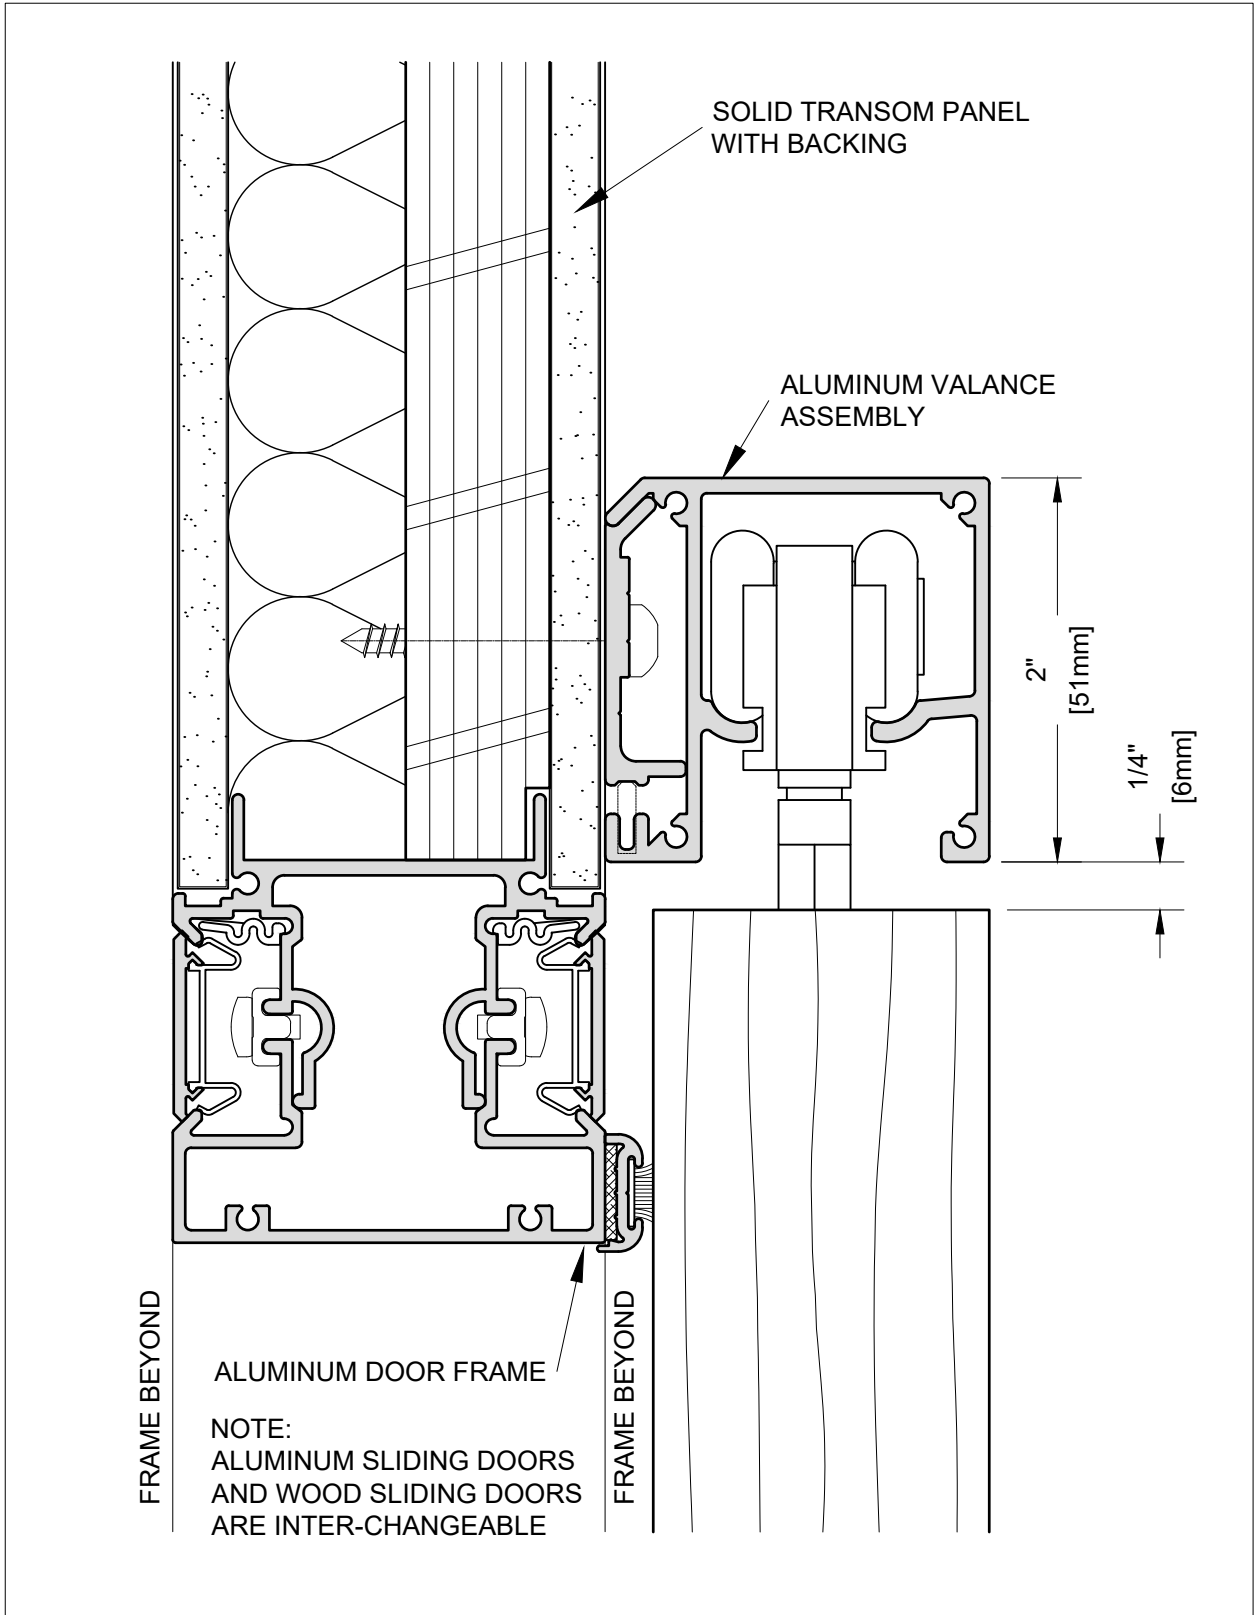 SOLID TRANSOM PANEL
WITH BACKING
ALUMINUM VALANCE
ASSEMBLY
2"
[51mm]
1/4"
[6mm]
FRAME BEYOND
FRAME BEYOND
ALUMINUM DOOR FRAME
NOTE:
ALUMINUM SLIDING DOORS
AND WOOD SLIDING DOORS
ARE INTER-CHANGEABLE